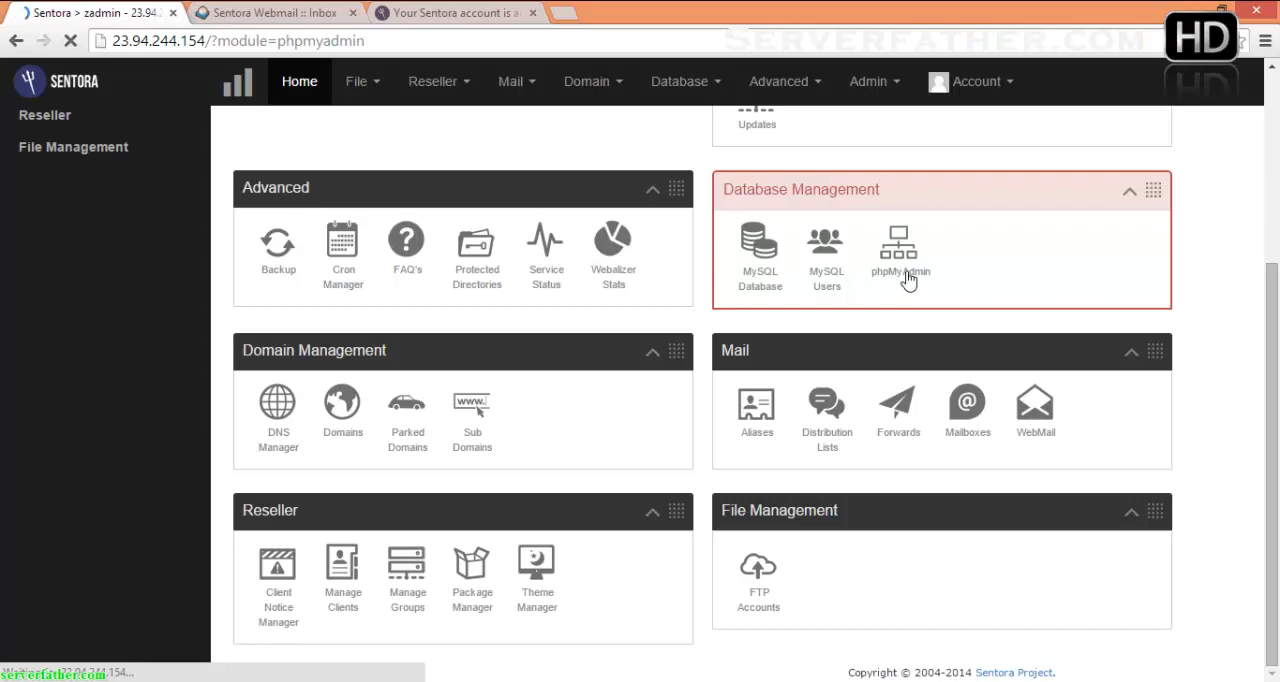 Sentora > zadmin - 23.94.
Sentora Webmail :: Inbox
Your Sentora account is a
23.94.244.154/?module=phpmyadmin
SERVERFATHER.COM
HD
SENTORA
Home
File
Reseller
Mail
Domain
Database
Advanced
Admin
Account
Reseller
File Management
Updates
Advanced
Backup
Cron
Manager
FAQ's
Protected
Directories
Service
Status
Webalizer
Stats
Database Management
MySQL
Database
MySQL
Users
phpMyAdmin
Domain Management
DNS
Manager
Domains
Parked
Domains
WWW.
Sub
Domains
Mail
Aliases
Distribution
Lists
Forwards
Mailboxes
WebMail
Reseller
Client
Notice
Manager
Manage
Clients
Manage
Groups
Package
Manager
Theme
Manager
File Management
FTP
Accounts
Copyright © 2004-2014 Sentora Project.
serverfather.com